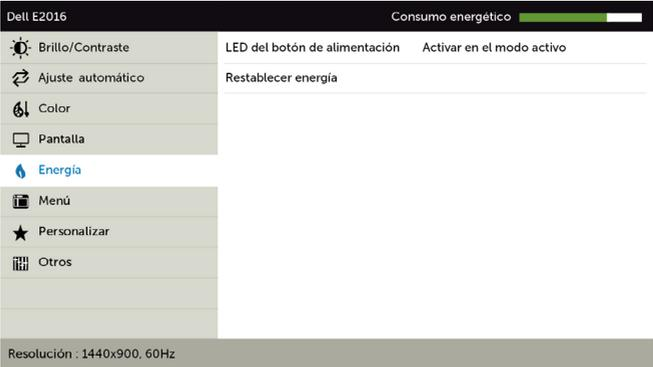 Dell E2016 Consumo energético
Brillo/Contraste LED del botón de alimentación Activar en el modo activo
Ajuste automático Restablecer energía
Color
Pantalla
Energía
Menú
Personalizar
Otros
Resolución : 1440x900, 60Hz